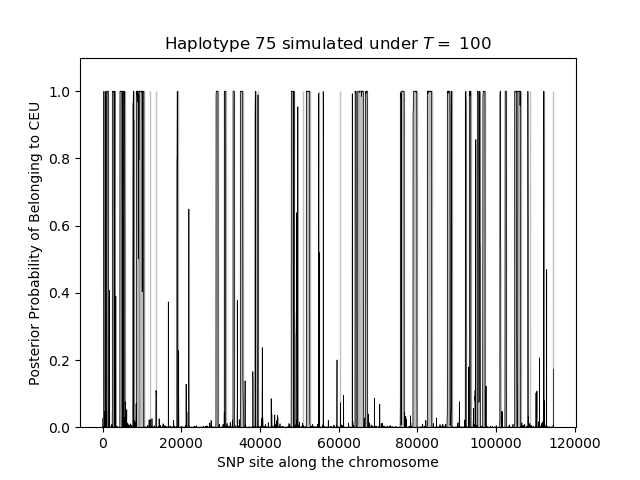 Haplotype 75 simulated under T = 100
Posterior Probability of Belonging to CEU
1.0
0.8
0.6
0.4
0.2
0.0
0 20000 40000 60000 80000 100000 120000
SNP site along the chromosome